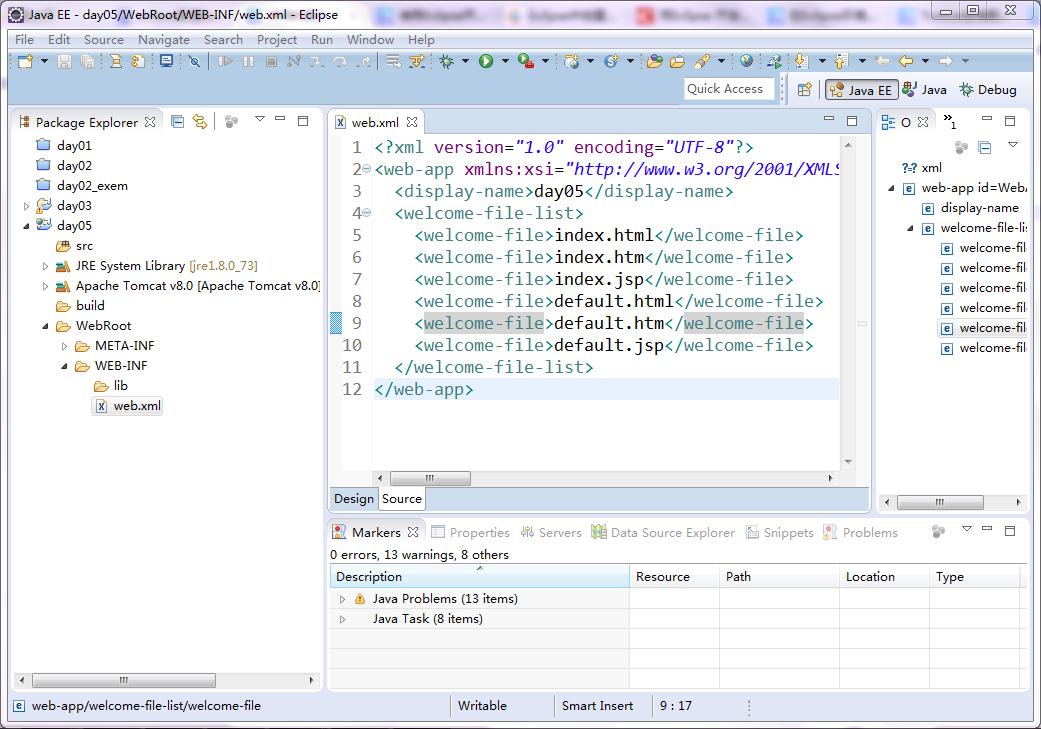 Java EE - day05/WebRoot/WEB-INF/web.xml - Eclipse
File Edit Source Navigate Search Project Run Window Help
Quick Access
Java EE
Java
Debug
Package Explorer
day01
day02
day02_exem
day03
day05
src
JRE System Library [jre1.8.0_73]
Apache Tomcat v8.0 [Apache Tomcat v8.0]
build
WebRoot
META-INF
WEB-INF
lib
web.xml
web.xml
1 <?xml version="1.0" encoding="UTF-8"?>
2 <web-app xmlns:xsi="http://www.w3.org/2001/XMLS
3 <display-name>day05</display-name>
4 <welcome-file-list>
5 <welcome-file>index.html</welcome-file>
6 <welcome-file>index.htm</welcome-file>
7 <welcome-file>index.jsp</welcome-file>
8 <welcome-file>default.html</welcome-file>
9 <welcome-file>default.htm</welcome-file>
10 <welcome-file>default.jsp</welcome-file>
11 </welcome-file-list>
12 </web-app>
Design Source
O
»1
?-? xml
web-app id=WebA
display-name
welcome-file-lis
welcome-fil
welcome-fil
welcome-fil
welcome-fil
welcome-fil
welcome-fil
Markers Properties Servers Data Source Explorer Snippets Problems
0 errors, 13 warnings, 8 others
Description Resource Path Location Type
Java Problems (13 items)
Java Task (8 items)
web-app/welcome-file-list/welcome-file Writable Smart Insert 9 : 17